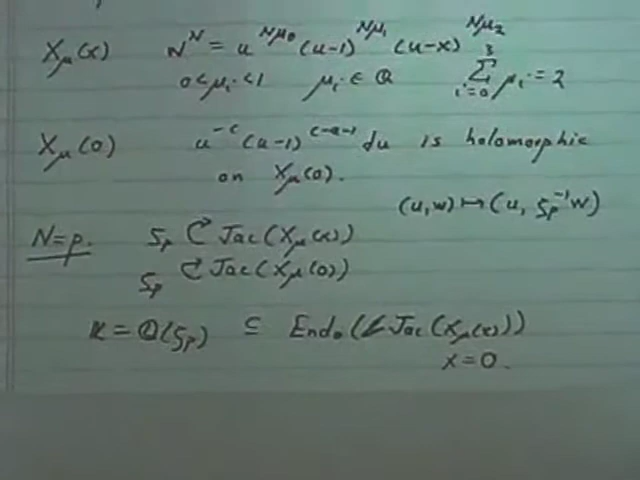 X_μ(x) w^N = u^{Nμ_0} (u-1)^{Nμ_1} (u-x)^{Nμ_2}
0<μ_i<1 μ_i ∈ Q Σ_{i=0}^{3} μ_i = 2
X_μ(0) u^{-c} (u-1)^{c-a-1} du is holomorphic
on X_μ(0).
(u,w) ↦ (u, ζ_p^{-1} w)
N=p. ζ_p ⊂ Jac(X_μ(x))
ζ_p ⊂ Jac(X_μ(0))
K = Q(ζ_p) ⊆ End_0(Jac(X_μ(x)))
x=0.